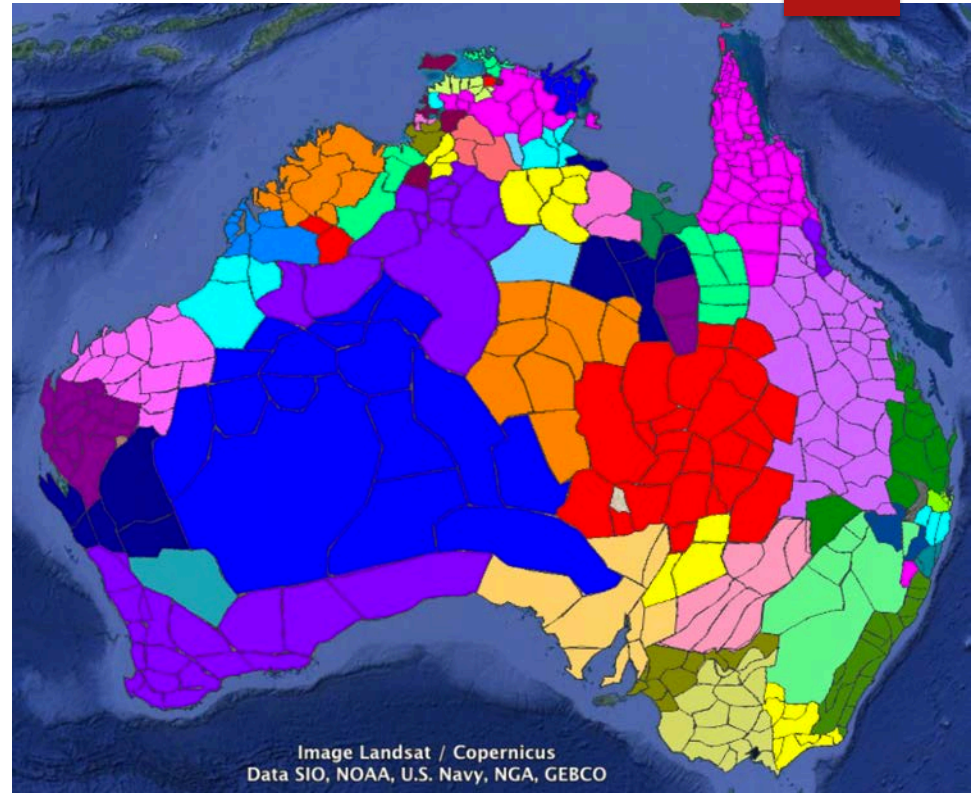 Image Landsat / Copernicus
Data SIO, NOAA, U.S. Navy, NGA, GEBCO